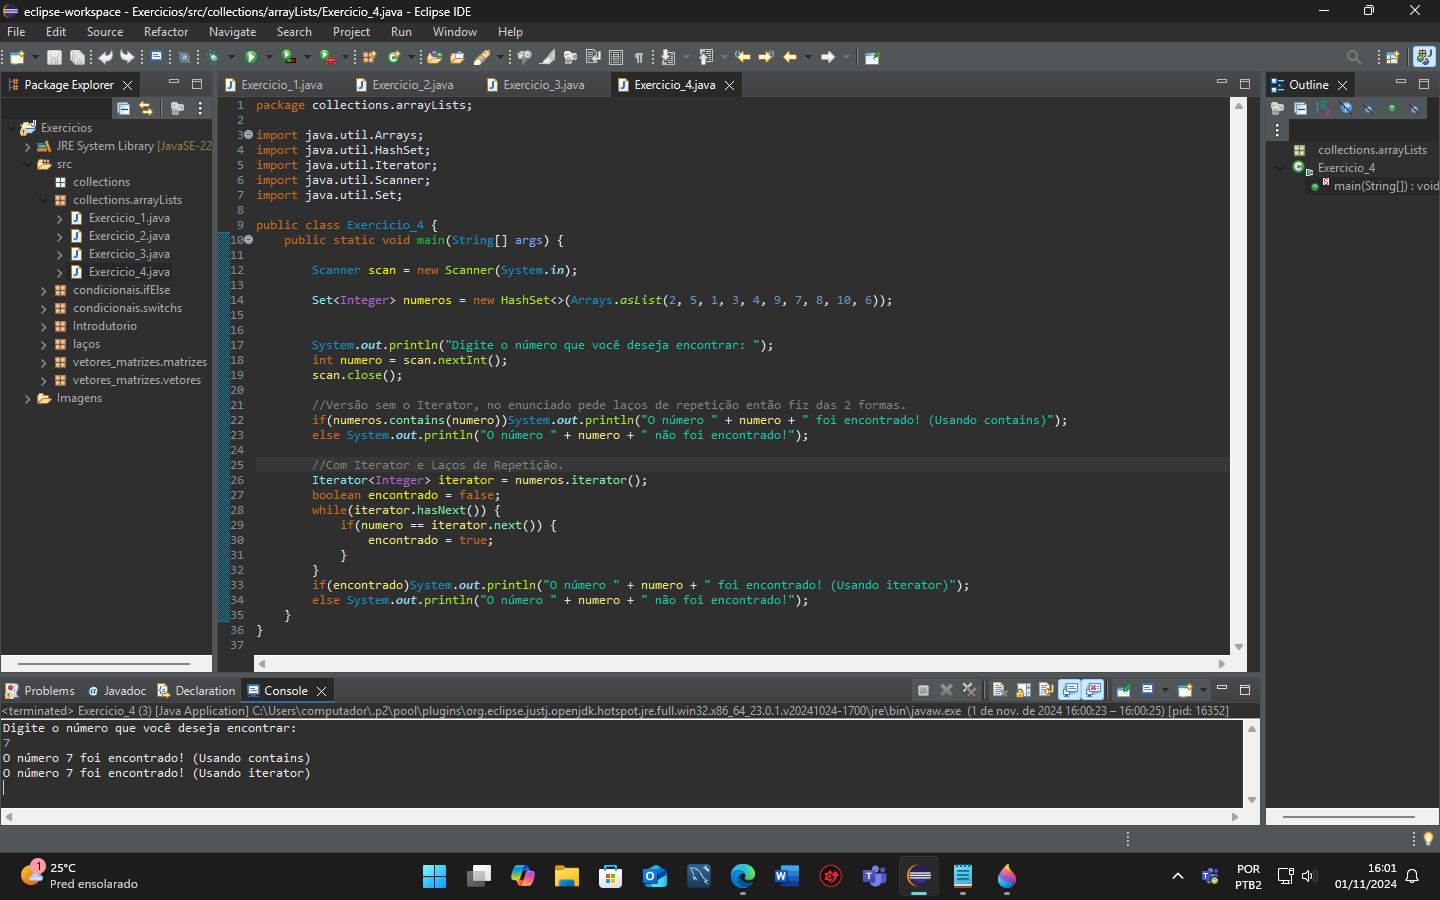 eclipse-workspace - Exercicios/src/collections/arrayLists/Exercicio_4.java - Eclipse IDE
File Edit Source Refactor Navigate Search Project Run Window Help
Package Explorer
Exercicios
JRE System Library [JavaSE-22
src
collections
collections.arrayLists
Exercicio_1.java
Exercicio_2.java
Exercicio_3.java
Exercicio_4.java
condicionais.ifElse
condicionais.switchs
Introdutorio
laços
vetores_matrizes.matrizes
vetores_matrizes.vetores
Imagens
Exercicio_1.java Exercicio_2.java Exercicio_3.java Exercicio_4.java
1 package collections.arrayLists;
2
3 import java.util.Arrays;
4 import java.util.HashSet;
5 import java.util.Iterator;
6 import java.util.Scanner;
7 import java.util.Set;
8
9 public class Exercicio_4 {
10 public static void main(String[] args) {
11
12 Scanner scan = new Scanner(System.in);
13
14 Set<Integer> numeros = new HashSet<>(Arrays.asList(2, 5, 1, 3, 4, 9, 7, 8, 10, 6));
15
16
17 System.out.println("Digite o número que você deseja encontrar: ");
18 int numero = scan.nextInt();
19 scan.close();
20
21 //Versão sem o Iterator, no enunciado pede laços de repetição então fiz das 2 formas.
22 if(numeros.contains(numero))System.out.println("O número " + numero + " foi encontrado! (Usando contains)");
23 else System.out.println("O número " + numero + " não foi encontrado!");
24
25 //Com Iterator e Laços de Repetição.
26 Iterator<Integer> iterator = numeros.iterator();
27 boolean encontrado = false;
28 while(iterator.hasNext()) {
29 if(numero == iterator.next()) {
30 encontrado = true;
31 }
32 }
33 if(encontrado)System.out.println("O número " + numero + " foi encontrado! (Usando iterator)");
34 else System.out.println("O número " + numero + " não foi encontrado!");
35 }
36 }
37
Outline
collections.arrayLists
Exercicio_4
main(String[]) : void
Problems Javadoc Declaration Console
<terminated> Exercicio_4 (3) [Java Application] C:\Users\computador\.p2\pool\plugins\org.eclipse.justj.openjdk.hotspot.jre.full.win32.x86_64_23.0.1.v20241024-1700\jre\bin\javaw.exe (1 de nov. de 2024 16:00:23 – 16:00:25) [pid: 16352]
Digite o número que você deseja encontrar:
7
O número 7 foi encontrado! (Usando contains)
O número 7 foi encontrado! (Usando iterator)
1
25°C
Pred ensolarado
POR
PTB2
16:01
01/11/2024